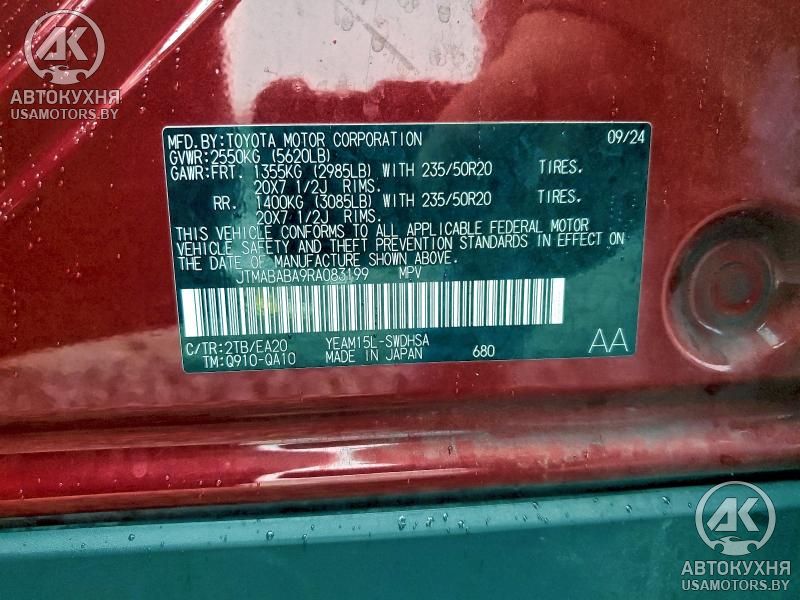 AK
АВТОКУХНЯ
USAMOTORS.BY
MFD.BY:TOYOTA MOTOR CORPORATION 09/24
GVWR:2550KG (5620LB)
GAWR:FRT. 1355KG (2985LB) WITH 235/50R20 TIRES.
20X7 1/2J RIMS.
RR. 1400KG (3085LB) WITH 235/50R20 TIRES.
20X7 1/2J RIMS.
THIS VEHICLE CONFORMS TO ALL APPLICABLE FEDERAL MOTOR
VEHICLE SAFETY AND THEFT PREVENTION STANDARDS IN EFFECT ON
THE DATE OF MANUFACTURE SHOWN ABOVE.
JTMABABA9RA083199 MPV
C/TR:2TB/EA20 YEAM15L-SWDHSA
TM:Q910-QA10 MADE IN JAPAN 680 AA
AK
АВТОКУХНЯ
USAMOTORS.BY